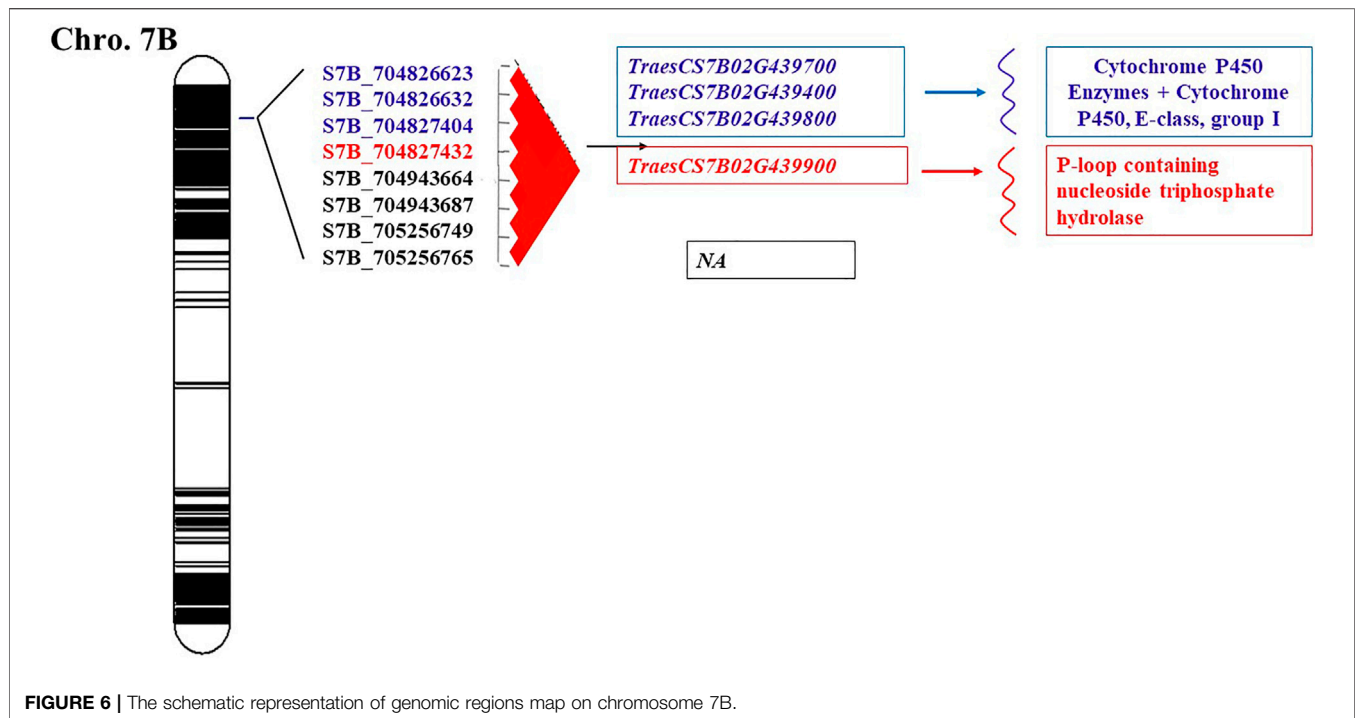 Chro. 7B
S7B_704826623
S7B_704826632
S7B_704827404
S7B_704827432
S7B_704943664
S7B_704943687
S7B_705256749
S7B_705256765
TraesCS7B02G439700
TraesCS7B02G439400
TraesCS7B02G439800
TraesCS7B02G439900
NA
Cytochrome P450
Enzymes + Cytochrome
P450, E-class, group I
P-loop containing
nucleoside triphosphate
hydrolase
FIGURE 6 | The schematic representation of genomic regions map on chromosome 7B.